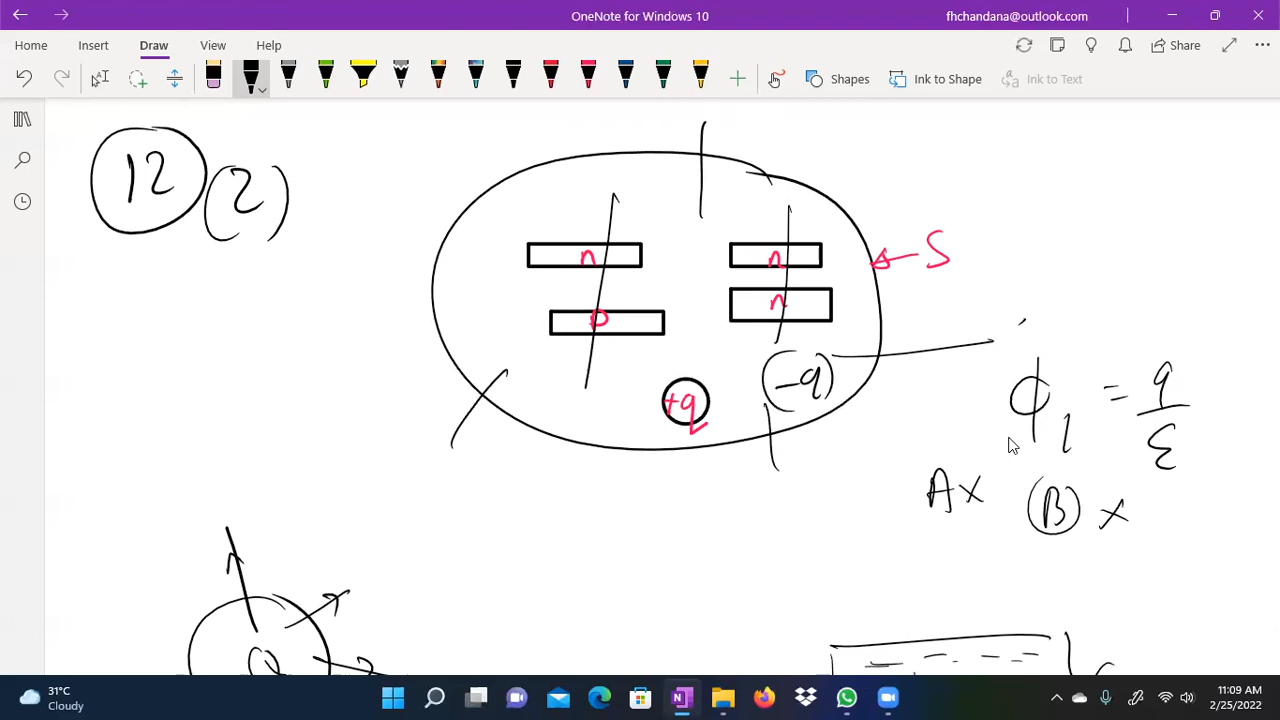 OneNote for Windows 10
fhchandana@outlook.com
Home Insert Draw View Help
Share
Shapes
Ink to Shape
Ink to Text
12 (2)
n
n
S
n
-q
+q
ϕ1 = q/ε
A×
B ×
Q
31°C
Cloudy
11:09 AM
2/25/2022